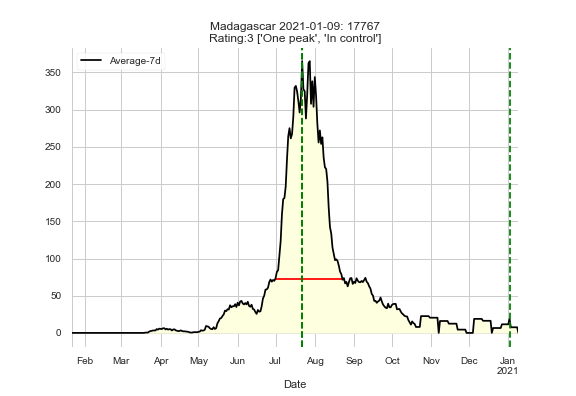 Madagascar 2021-01-09: 17767
Rating:3 ['One peak', 'In control']
Average-7d
350
300
250
200
150
100
50
0
Feb Mar Apr May Jun Jul Aug Sep Oct Nov Dec Jan
2021
Date